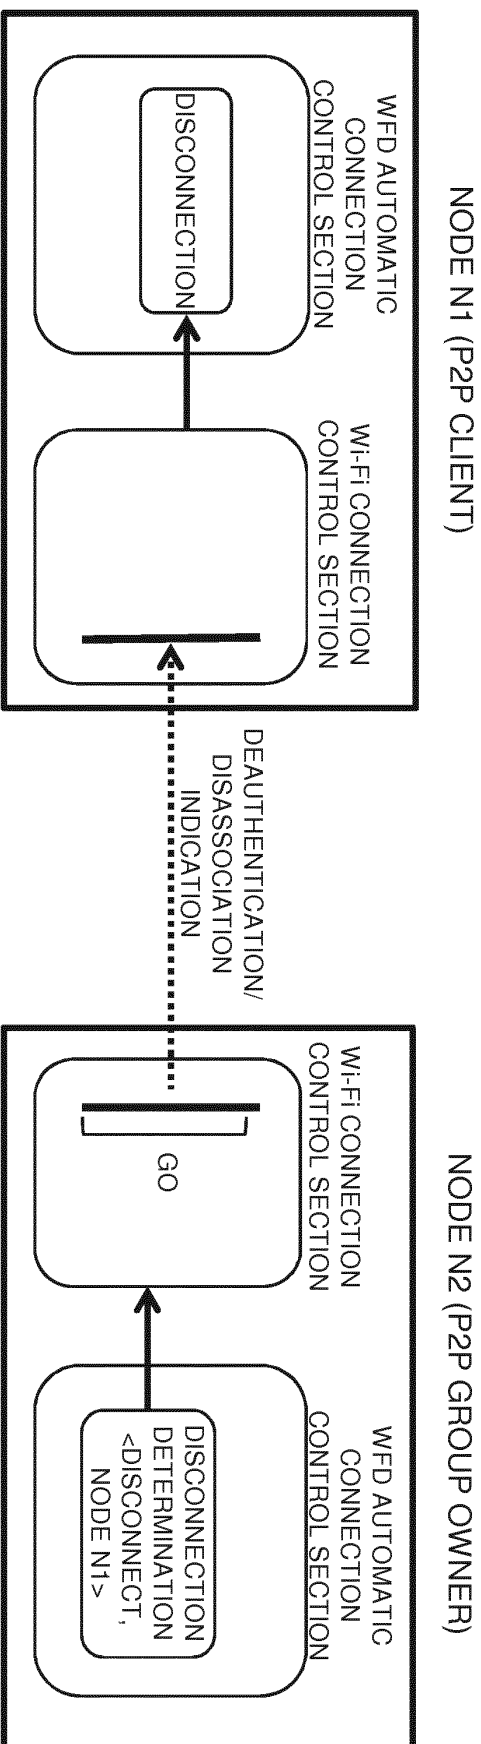 NODE N1 (P2P CLIENT)
WFD AUTOMATIC
CONNECTION
CONTROL SECTION
DISCONNECTION
Wi-Fi CONNECTION
CONTROL SECTION
DEAUTHENTICATION/
DISASSOCIATION
INDICATION
NODE N2 (P2P GROUP OWNER)
Wi-Fi CONNECTION
CONTROL SECTION
GO
WFD AUTOMATIC
CONNECTION
CONTROL SECTION
DISCONNECTION
DETERMINATION
<DISCONNECT,
NODE N1>